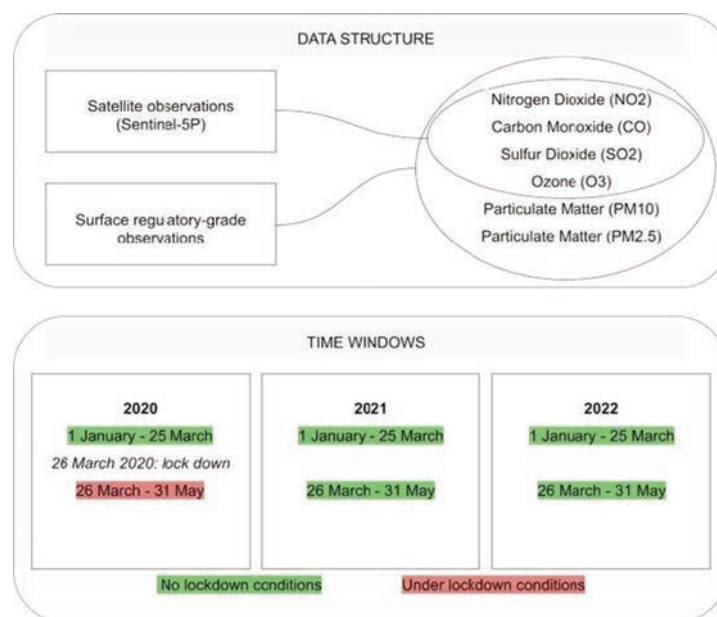 DATA STRUCTURE
Satellite observations
(Sentinel-5P)
Surface regulatory-grade
observations
Nitrogen Dioxide (NO2)
Carbon Monoxide (CO)
Sulfur Dioxide (SO2)
Ozone (O3)
Particulate Matter (PM10)
Particulate Matter (PM2.5)
TIME WINDOWS
2020
1 January - 25 March
26 March 2020: lock down
26 March - 31 May
2021
1 January - 25 March
26 March - 31 May
2022
1 January - 25 March
26 March - 31 May
No lockdown conditions
Under lockdown conditions